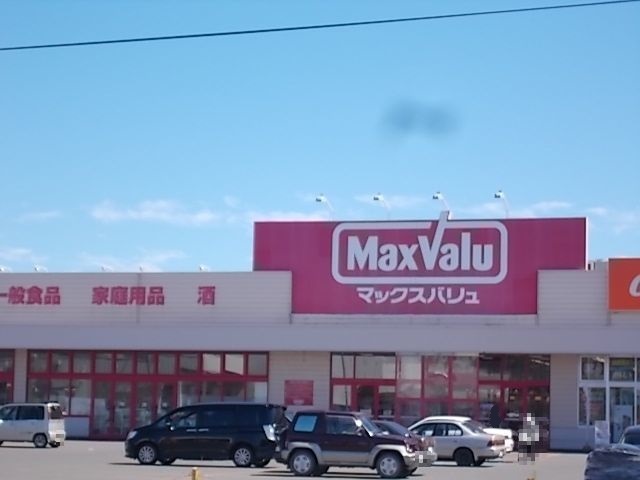 MaxValu
マックスバリュ
一般食品 家庭用品 酒